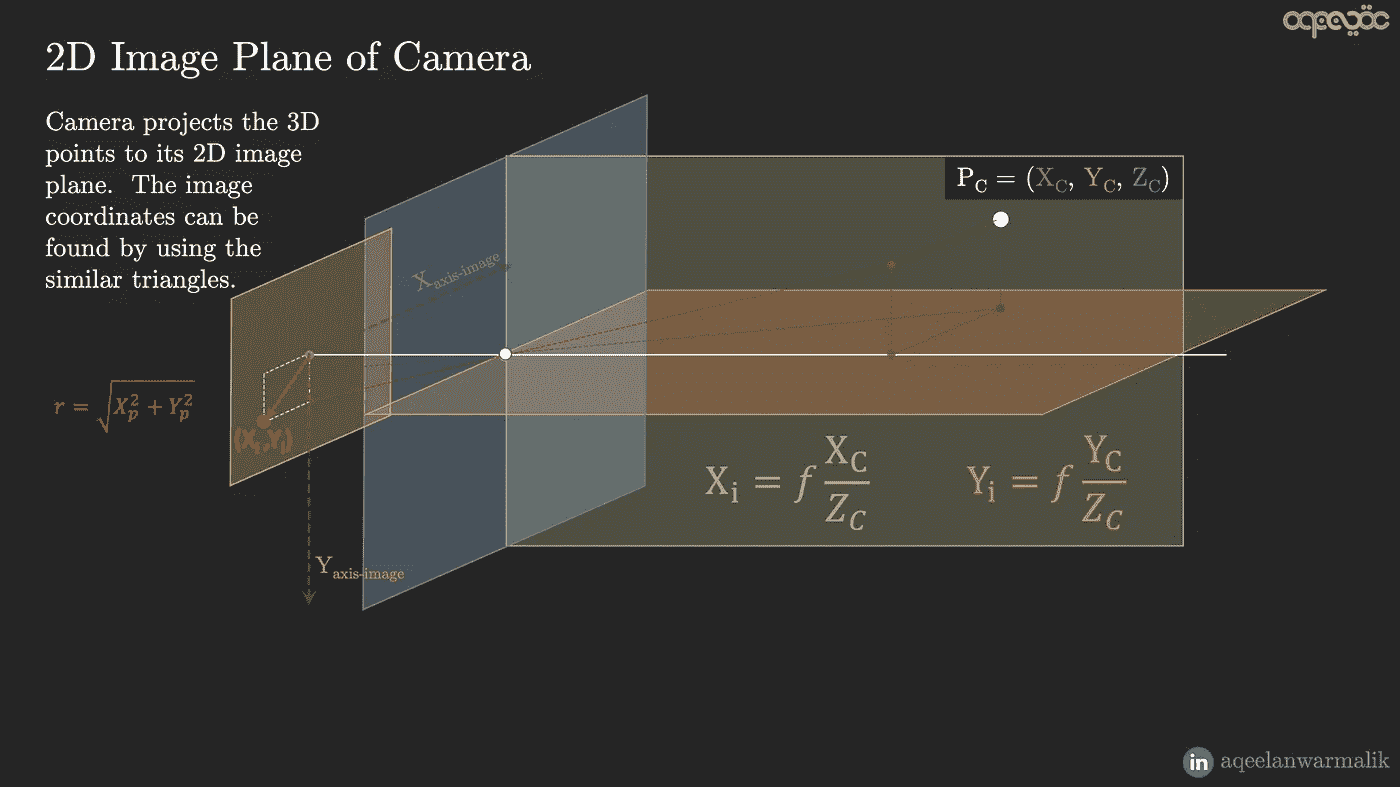 عقيل
2D Image Plane of Camera
Camera projects the 3D
points to its 2D image
plane. The image
coordinates can be
found by using the
similar triangles.
P_C = (X_C, Y_C, Z_C)
X_axis-image
r = √(X_p^2 + Y_p^2)
(X_i, Y_i)
X_i = f X_C/Z_C
Y_i = f Y_C/Z_C
Y_axis-image
in aqeelanwarmalik